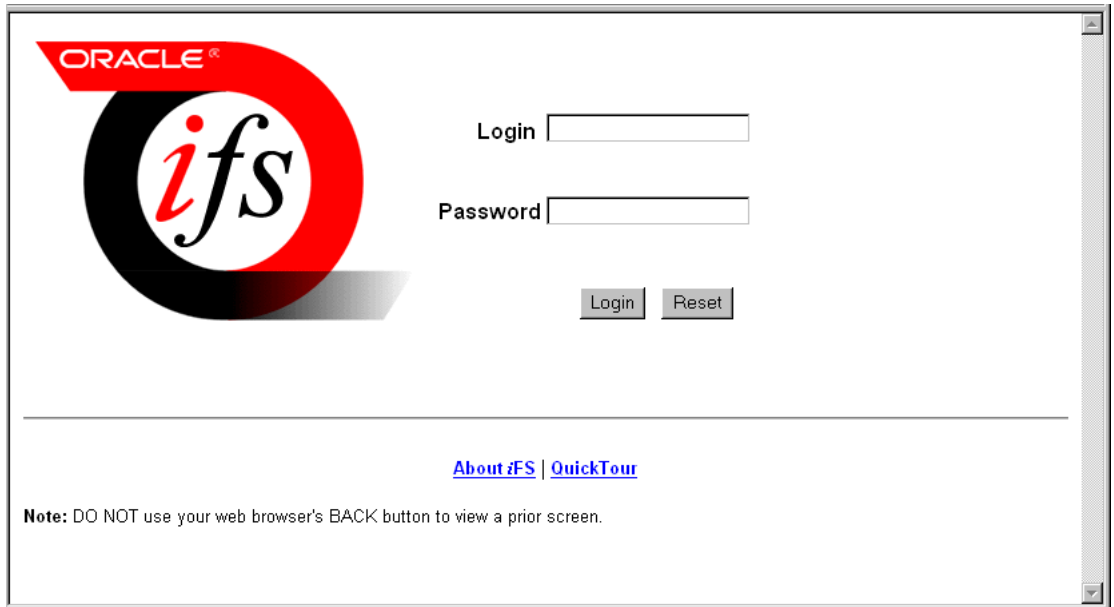 ORACLE®
ifs
Login
Password
Login Reset
About iFS | QuickTour
Note: DO NOT use your web browser's BACK button to view a prior screen.